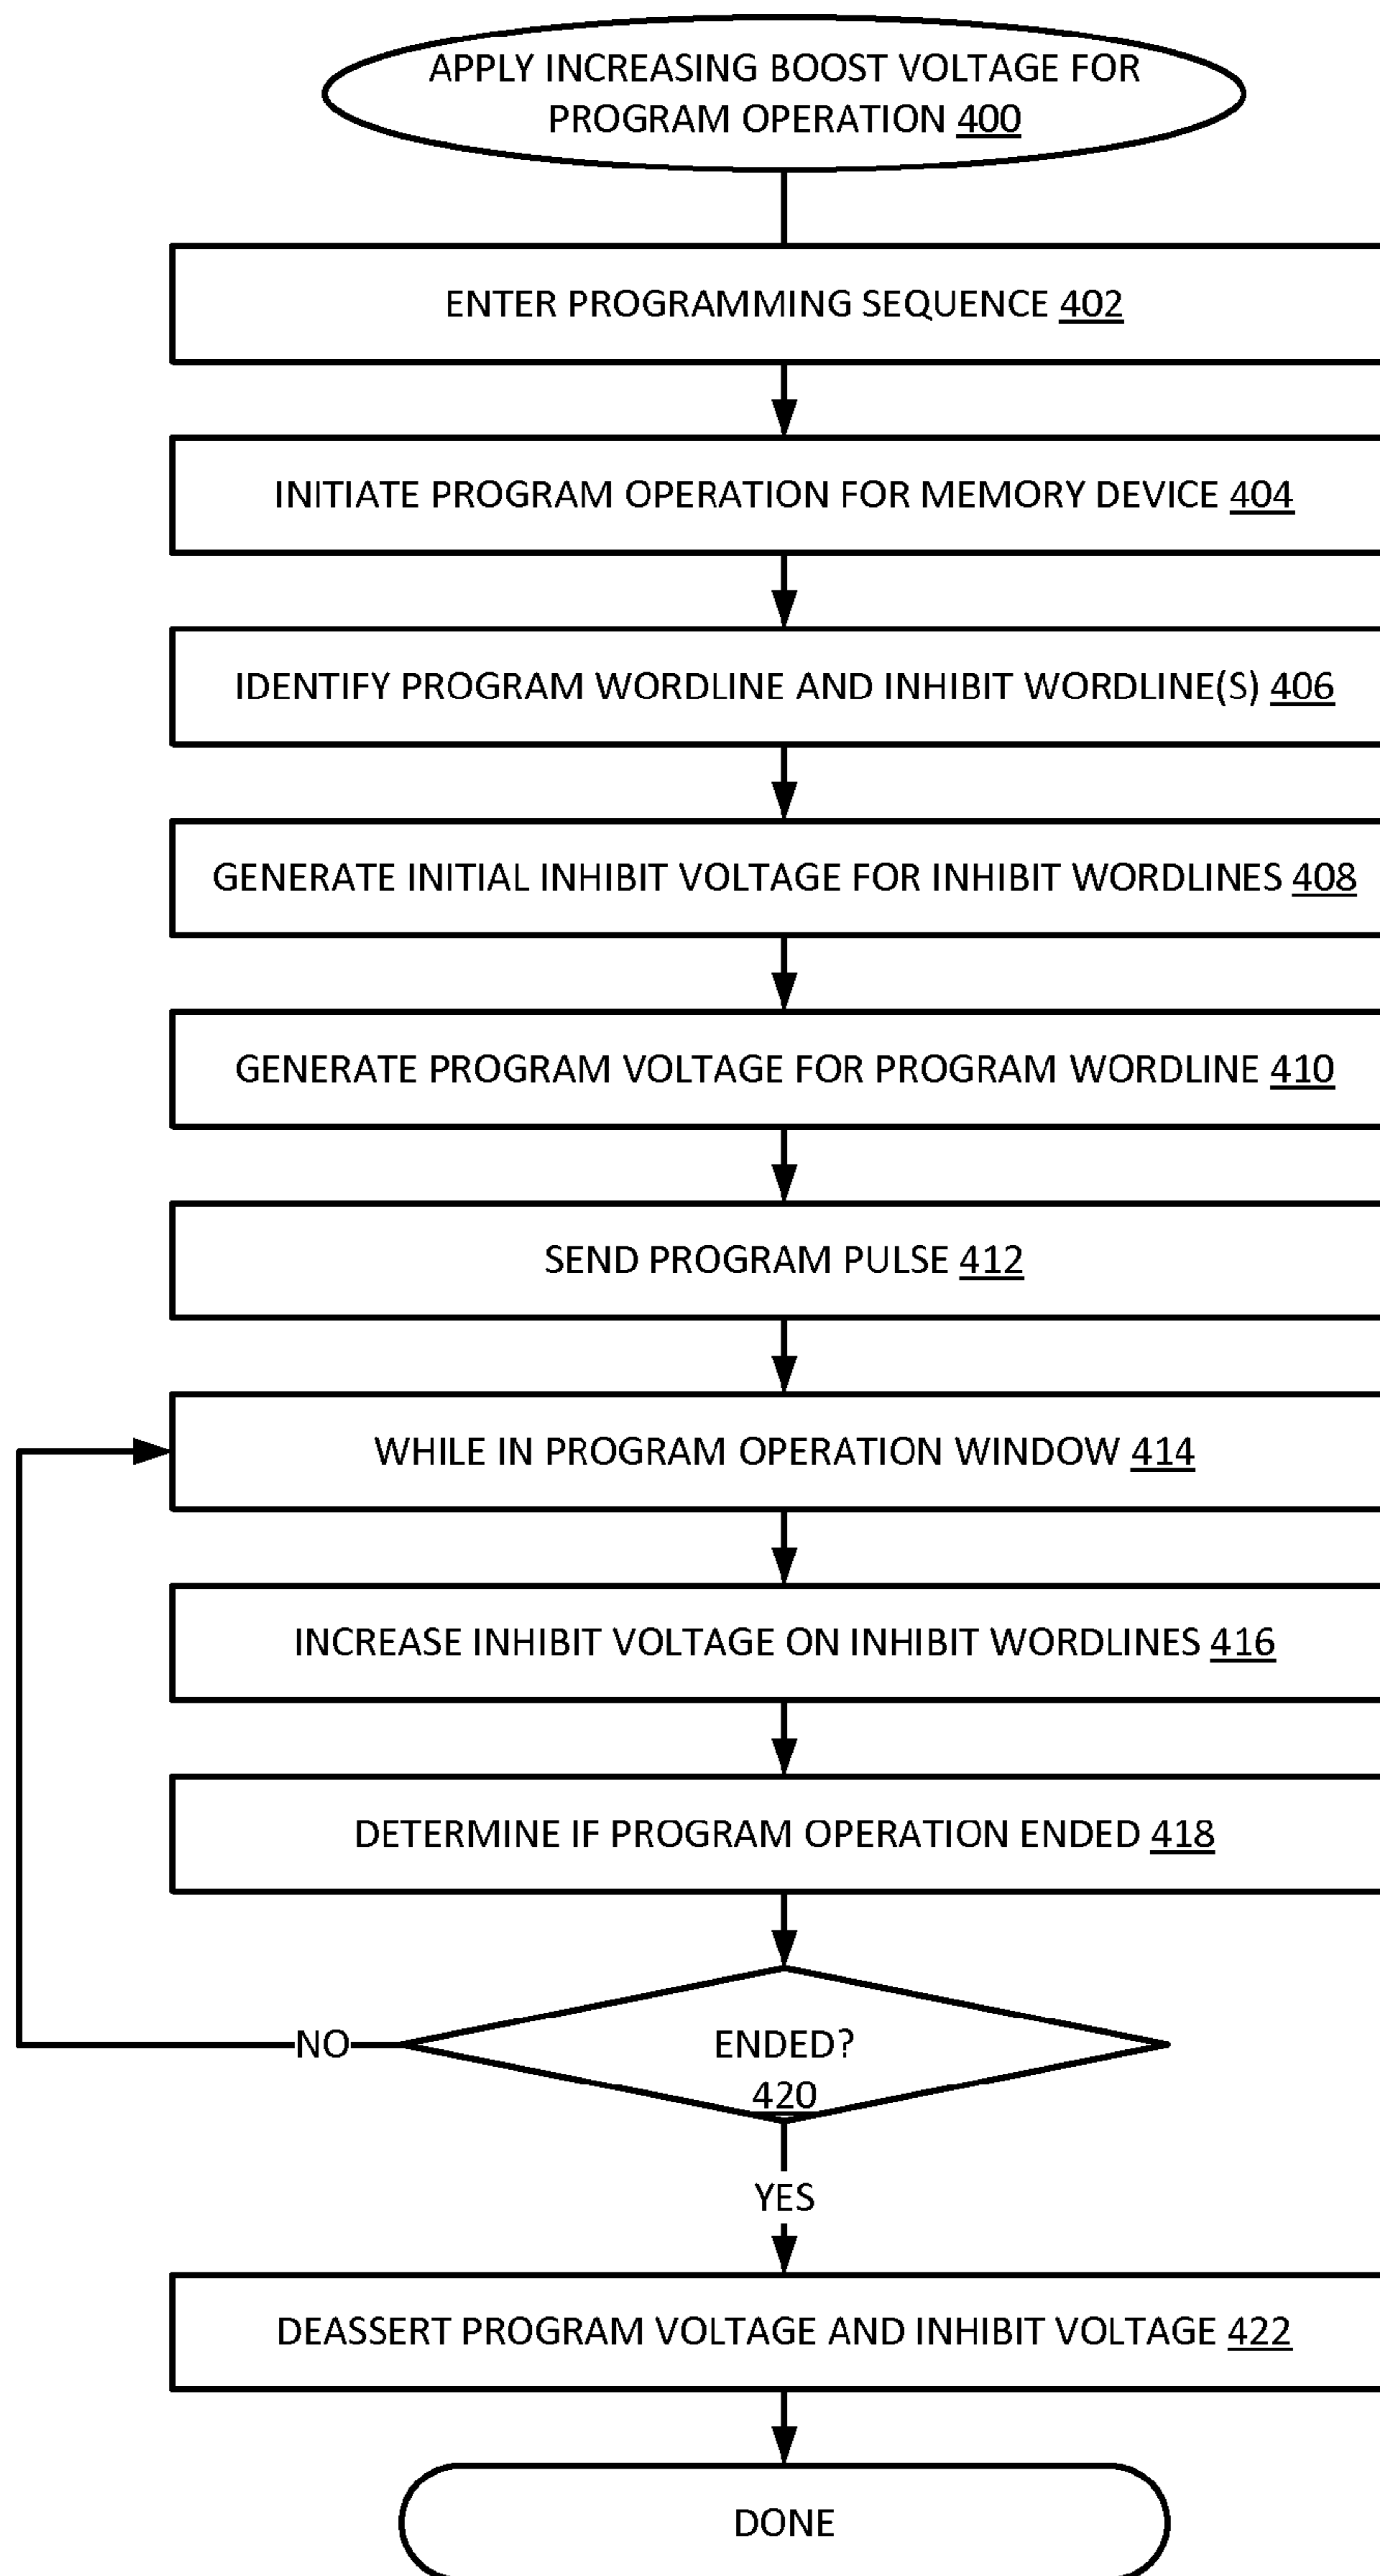 APPLY INCREASING BOOST VOLTAGE FOR
PROGRAM OPERATION 400
ENTER PROGRAMMING SEQUENCE 402
INITIATE PROGRAM OPERATION FOR MEMORY DEVICE 404
IDENTIFY PROGRAM WORDLINE AND INHIBIT WORDLINE(S) 406
GENERATE INITIAL INHIBIT VOLTAGE FOR INHIBIT WORDLINES 408
GENERATE PROGRAM VOLTAGE FOR PROGRAM WORDLINE 410
SEND PROGRAM PULSE 412
WHILE IN PROGRAM OPERATION WINDOW 414
INCREASE INHIBIT VOLTAGE ON INHIBIT WORDLINES 416
DETERMINE IF PROGRAM OPERATION ENDED 418
NO
ENDED?
420
YES
DEASSERT PROGRAM VOLTAGE AND INHIBIT VOLTAGE 422
DONE